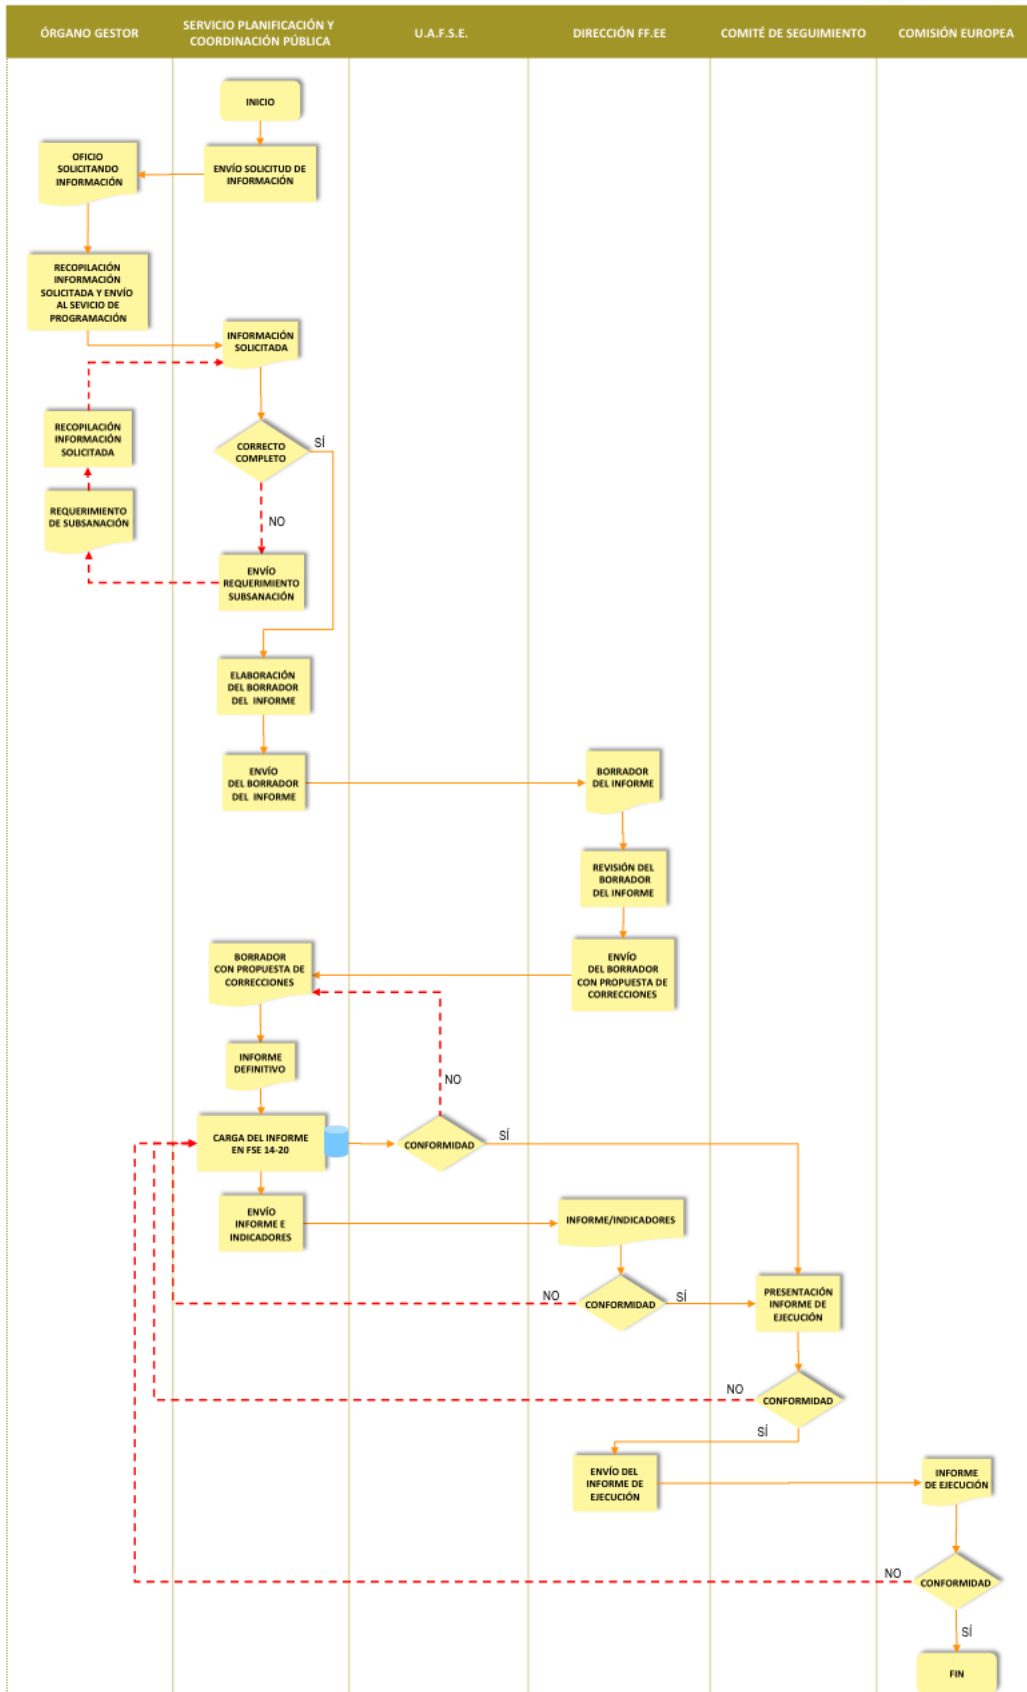 ÓRGANO GESTOR
SERVICIO PLANIFICACIÓN Y
COORDINACIÓN PÚBLICA
U.A.F.S.E.
DIRECCIÓN FF.EE
COMITÉ DE SEGUIMIENTO
COMISIÓN EUROPEA
INICIO
ENVÍO SOLICITUD DE
INFORMACIÓN
OFICIO
SOLICITANDO
INFORMACIÓN
RECOPILACIÓN
INFORMACIÓN
SOLICITADA Y ENVÍO
AL SEVICIO DE
PROGRAMACIÓN
INFORMACIÓN
SOLICITADA
CORRECTO
COMPLETO
SÍ
NO
RECOPILACIÓN
INFORMACIÓN
SOLICITADA
REQUERIMIENTO
DE SUBSANACIÓN
ENVÍO
REQUERIMIENTO
SUBSANACIÓN
ELABORACIÓN
DEL BORRADOR
DEL INFORME
ENVÍO
DEL BORRADOR
DEL INFORME
BORRADOR
DEL INFORME
REVISIÓN DEL
BORRADOR
DEL INFORME
ENVÍO
DEL BORRADOR
CON PROPUESTA DE
CORRECCIONES
BORRADOR
CON PROPUESTA DE
CORRECCIONES
INFORME
DEFINITIVO
NO
CARGA DEL INFORME
EN FSE 14-20
CONFORMIDAD
SÍ
ENVÍO
INFORME E
INDICADORES
INFORME/INDICADORES
NO
CONFORMIDAD
SÍ
PRESENTACIÓN
INFORME DE
EJECUCIÓN
NO
CONFORMIDAD
SÍ
ENVÍO DEL
INFORME DE
EJECUCIÓN
INFORME
DE EJECUCIÓN
NO
CONFORMIDAD
SÍ
FIN